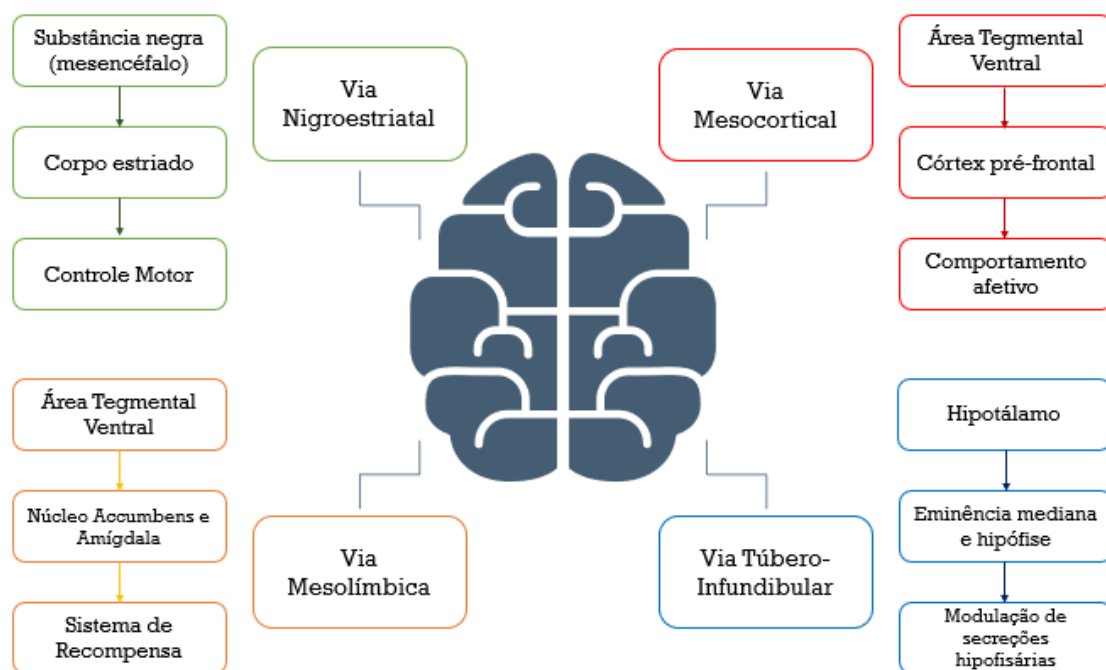 Substância negra
(mesencéfalo)
Corpo estriado
Controle Motor
Via
Nigroestriatal
Via
Mesocortical
Área Tegmental
Ventral
Córtex pré-frontal
Comportamento
afetivo
Área Tegmental
Ventral
Núcleo Accumbens e
Amígdala
Sistema de
Recompensa
Via
Mesolímbica
Via Túbero-
Infundibular
Hipotálamo
Eminência mediana
e hipófise
Modulação de
secreções
hipofisárias